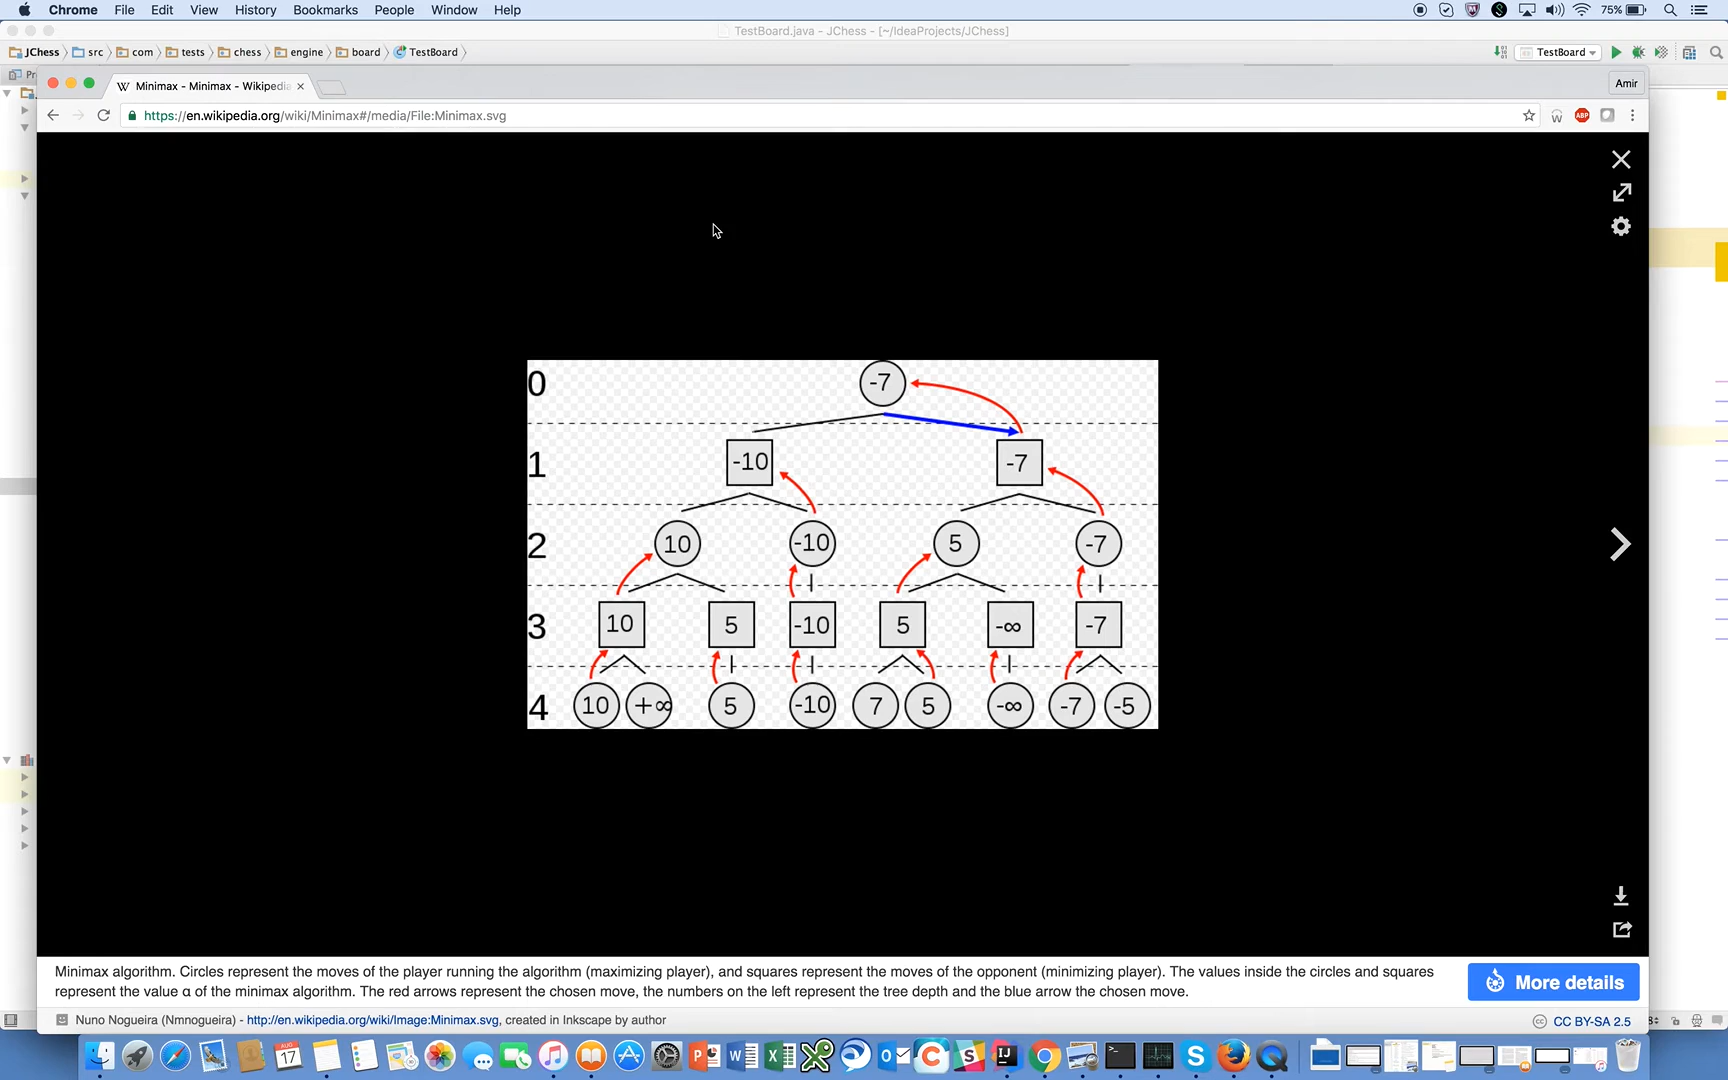 Chrome File Edit View History Bookmarks People Window Help 75%
TestBoard.java - JChess - [~/IdeaProjects/JChess]
JChess src com tests chess engine board TestBoard TestBoard
Pr
Minimax - Minimax - Wikipedia Amir
https://en.wikipedia.org/wiki/Minimax#/media/File:Minimax.svg ABP
0 -7
1 -10 -7
2 10 -10 5 -7
3 10 5 -10 5 -∞ -7
4 10 +∞ 5 -10 7 5 -∞ -7 -5
Minimax algorithm. Circles represent the moves of the player running the algorithm (maximizing player), and squares represent the moves of the opponent (minimizing player). The values inside the circles and squares
represent the value α of the minimax algorithm. The red arrows represent the chosen move, the numbers on the left represent the tree depth and the blue arrow the chosen move.
More details
Nuno Nogueira (Nmnogueira) - http://en.wikipedia.org/wiki/Image:Minimax.svg, created in Inkscape by author
CC BY-SA 2.5
AUG
17